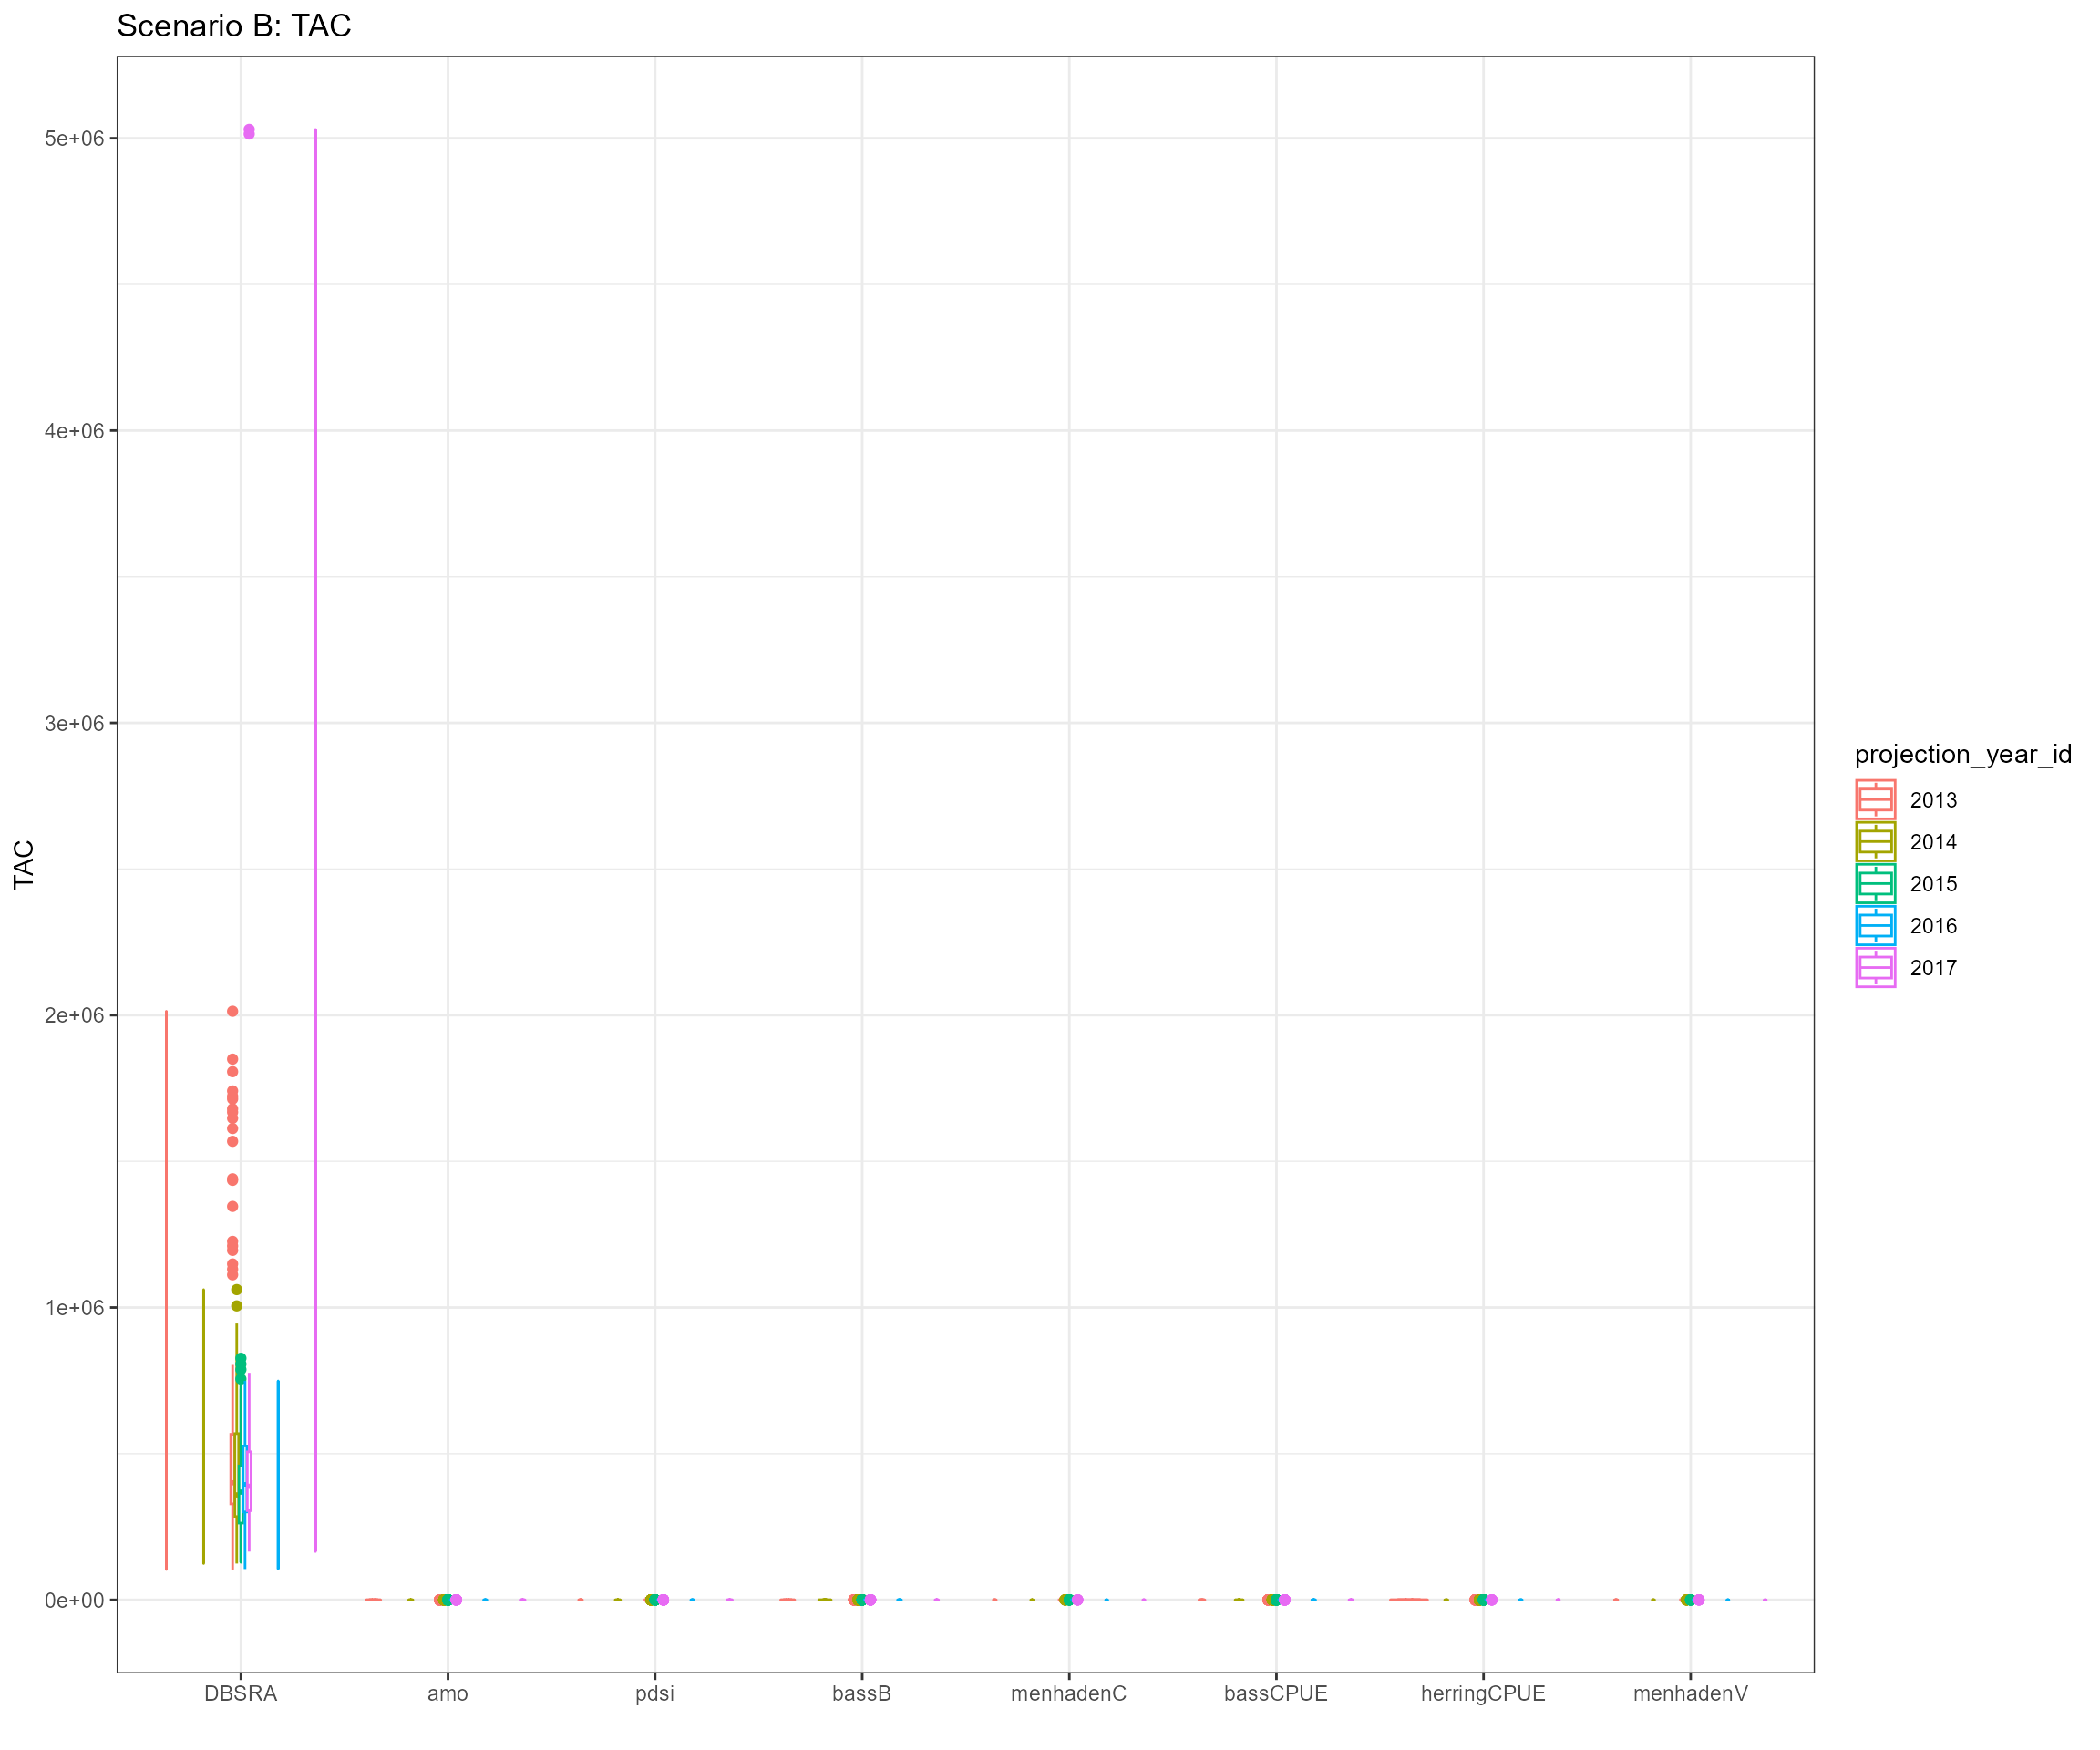 Scenario B: TAC
5e+06
4e+06
3e+06
2e+06
1e+06
0e+00
TAC
DBSRA amo pdsi bassB menhadenC bassCPUE herringCPUE menhadenV
projection_year_id
2013
2014
2015
2016
2017